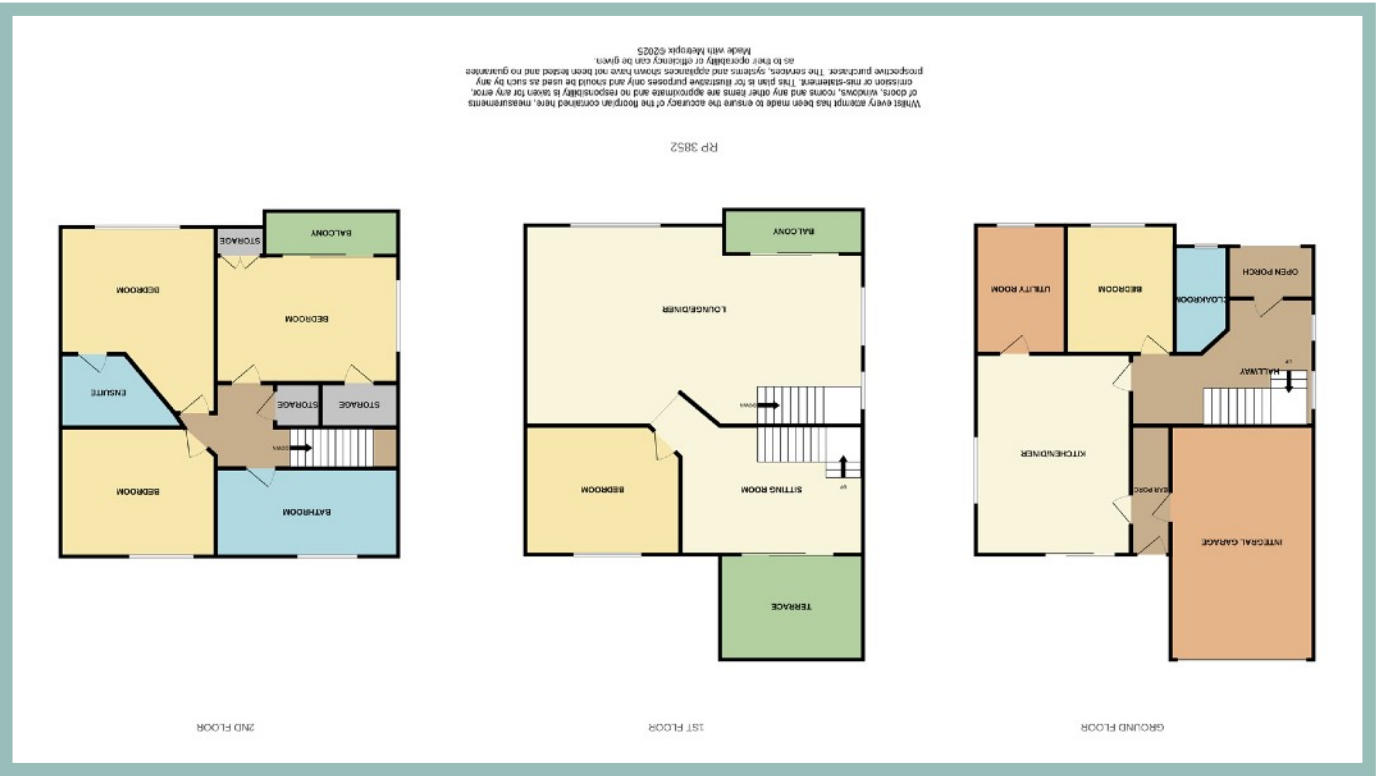 GROUND FLOOR
INTEGRAL GARAGE
EAR PORC
KITCHEN/DINER
HALLWAY
UP
CLOAKROOM
OPEN PORCH
BEDROOM
UTILITY ROOM
1ST FLOOR
TERRACE
SITTING ROOM
UP
BEDROOM
DOWN
LOUNGE/DINER
BALCONY
2ND FLOOR
BATHROOM
BEDROOM
DOWN
STORAGE
STORAGE
ENSUITE
BEDROOM
BEDROOM
STORAGE
BALCONY
RP 3852
Whilst every attempt has been made to ensure the accuracy of the floorplan contained here, measurements
of doors, windows, rooms and any other items are approximate and no responsibility is taken for any error,
omission or mis-statement. This plan is for illustrative purposes only and should be used as such by any
prospective purchaser. The services, systems and appliances shown have not been tested and no guarantee
as to their operability or efficiency can be given.
Made with Metropix ©2025